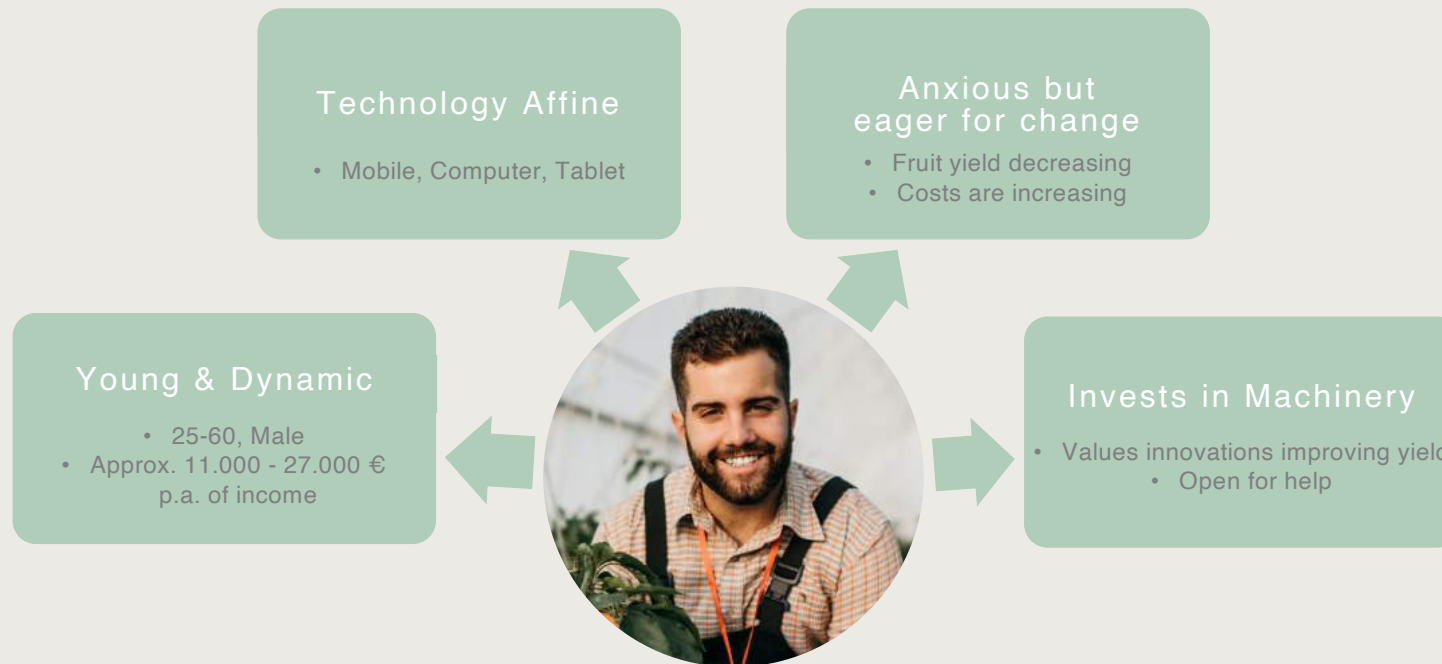 Technology Affine
• Mobile, Computer, Tablet
Anxious but
eager for change
• Fruit yield decreasing
• Costs are increasing
Young & Dynamic
• 25-60, Male
• Approx. 11.000 - 27.000 €
p.a. of income
Invests in Machinery
• Values innovations improving yield
• Open for help